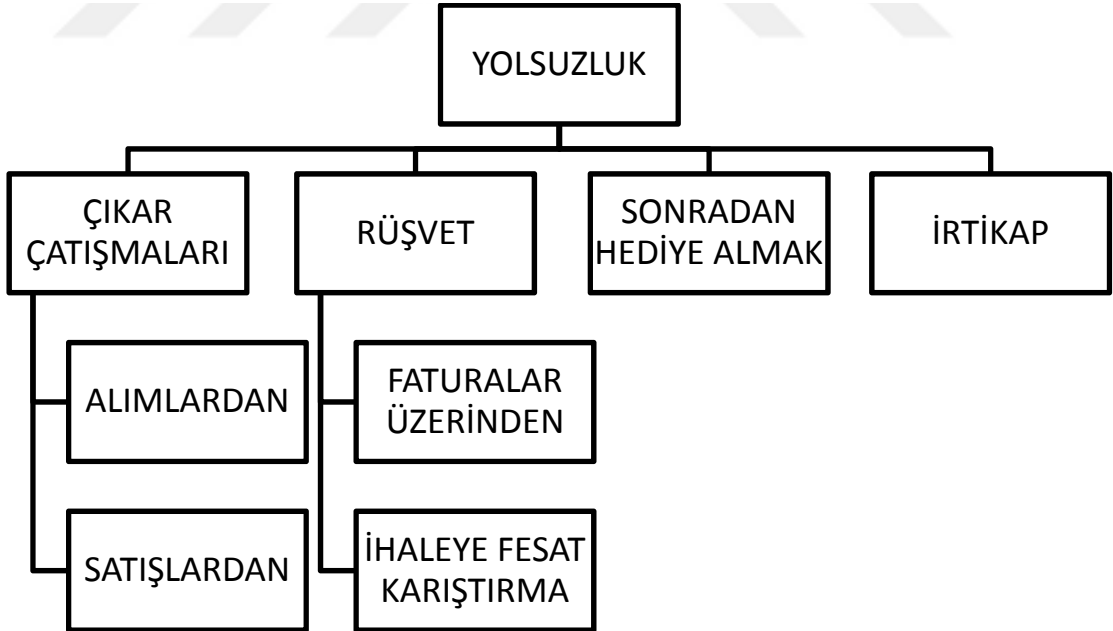 YOLSUZLUK
ÇIKAR
ÇATIŞMALARI
RÜŞVET
SONRADAN
HEDİYE ALMAK
İRTİKAP
ALIMLARDAN
FATURALAR
ÜZERİNDEN
SATIŞLARDAN
İHALEYE FESAT
KARIŞTIRMA